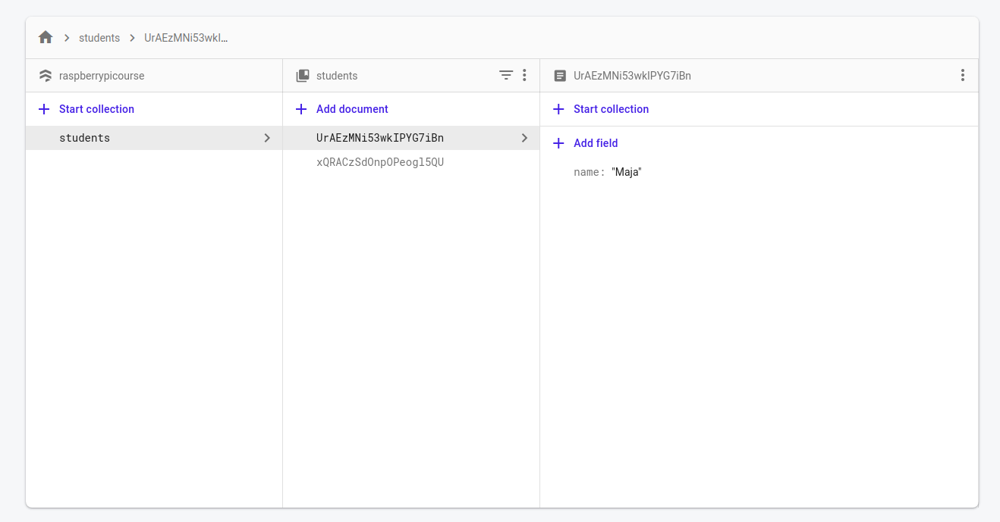 students
UrAEzMNi53wkI…
raspberrypicourse
students
UrAEzMNi53wkIPYG7iBn
Start collection
Add document
Start collection
students
UrAEzMNi53wkIPYG7iBn
xQRACzSdOnpOPeogl5QU
Add field
name: "Maja"